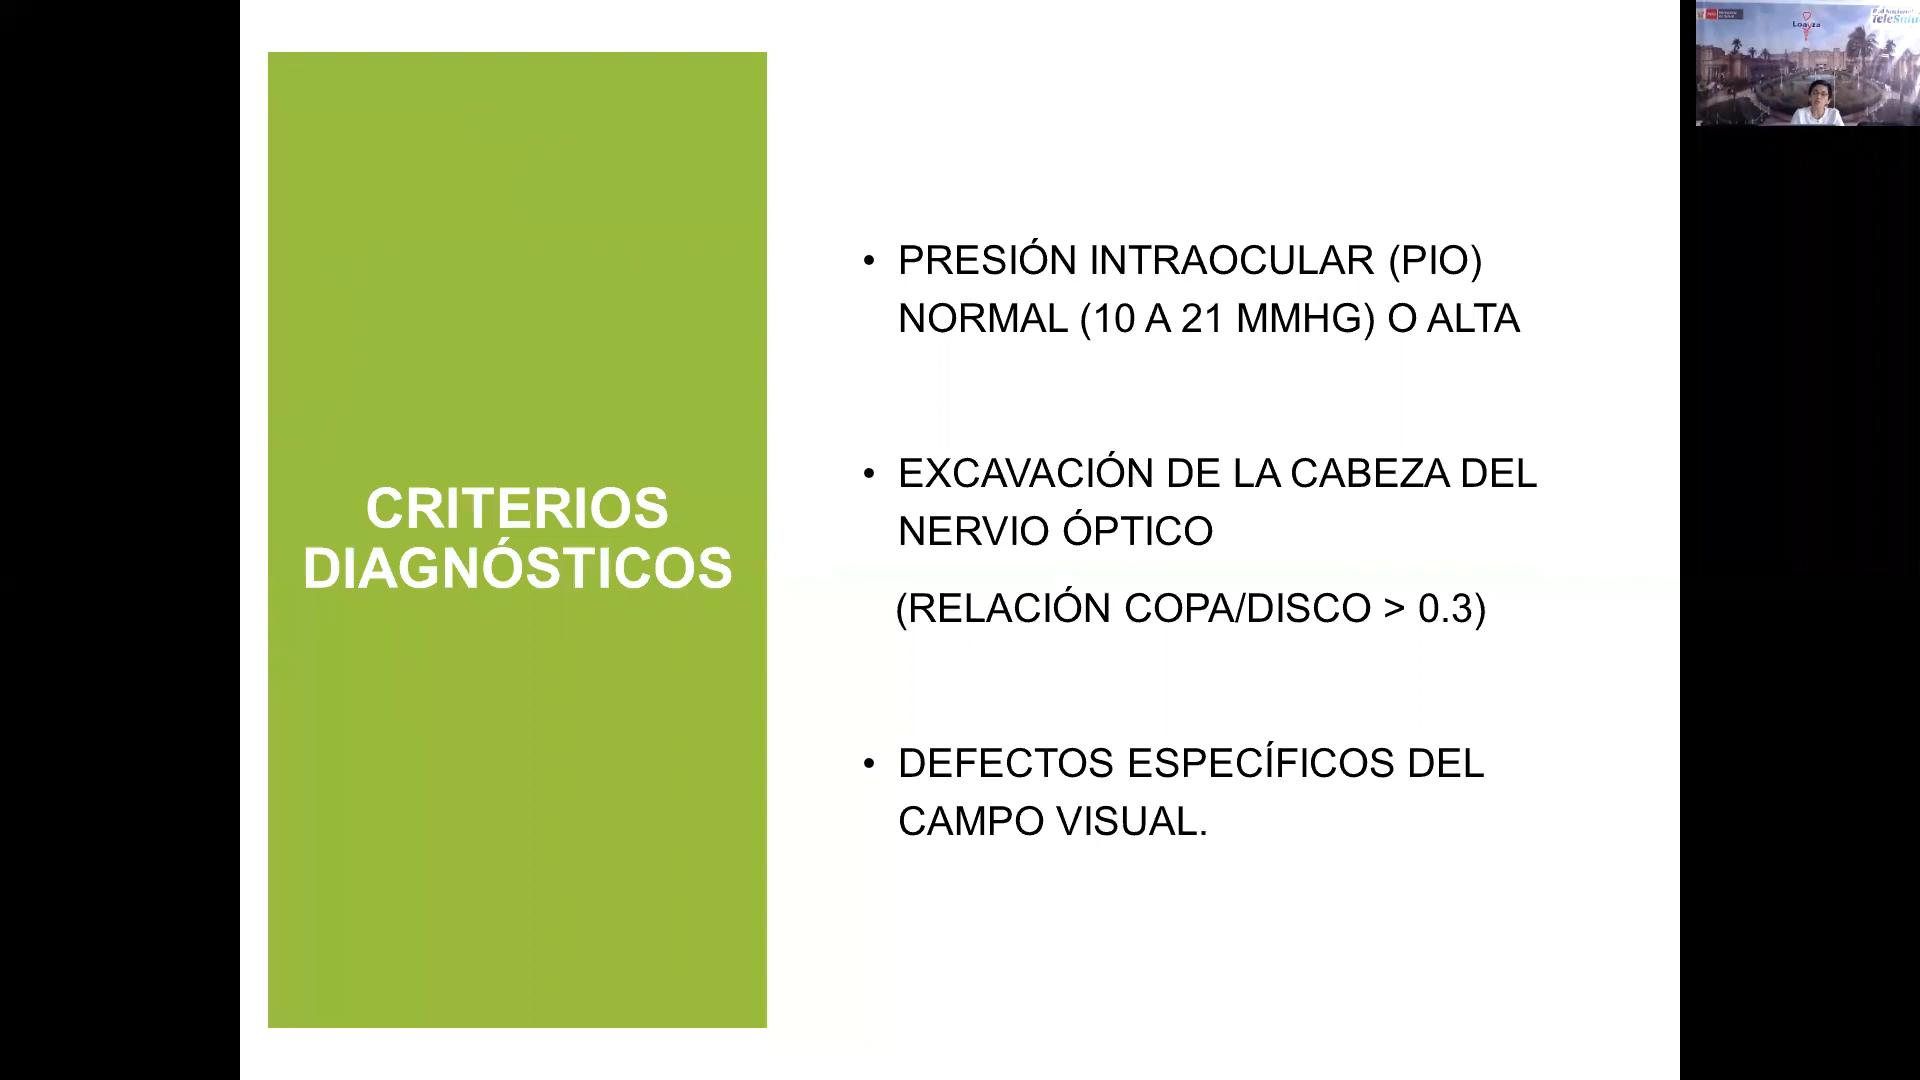 CRITERIOS
DIAGNÓSTICOS
• PRESIÓN INTRAOCULAR (PIO)
NORMAL (10 A 21 MMHG) O ALTA
• EXCAVACIÓN DE LA CABEZA DEL
NERVIO ÓPTICO
(RELACIÓN COPA/DISCO > 0.3)
• DEFECTOS ESPECÍFICOS DEL
CAMPO VISUAL.
Loayza